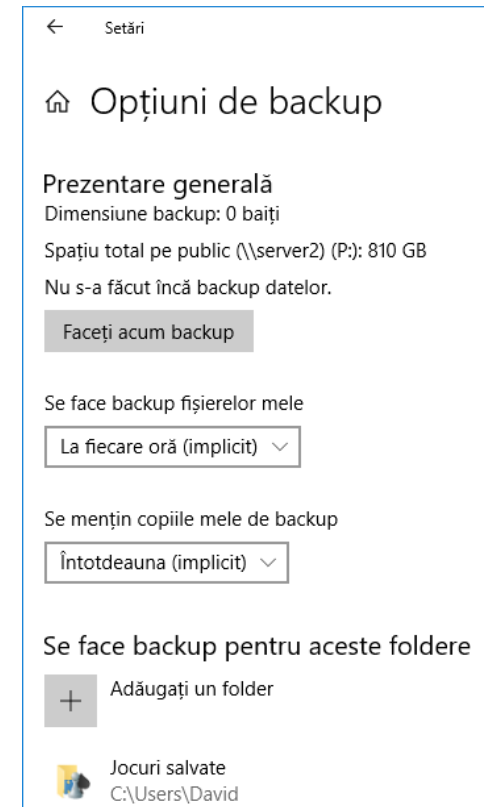 Setări
Opțiuni de backup
Prezentare generală
Dimensiune backup: 0 baiți
Spațiu total pe public (\\server2) (P:): 810 GB
Nu s-a făcut încă backup datelor.
Faceți acum backup
Se face backup fișierelor mele
La fiecare oră (implicit)
Se mențin copiile mele de backup
Întotdeauna (implicit)
Se face backup pentru aceste foldere
Adăugați un folder
Jocuri salvate
C:\Users\David